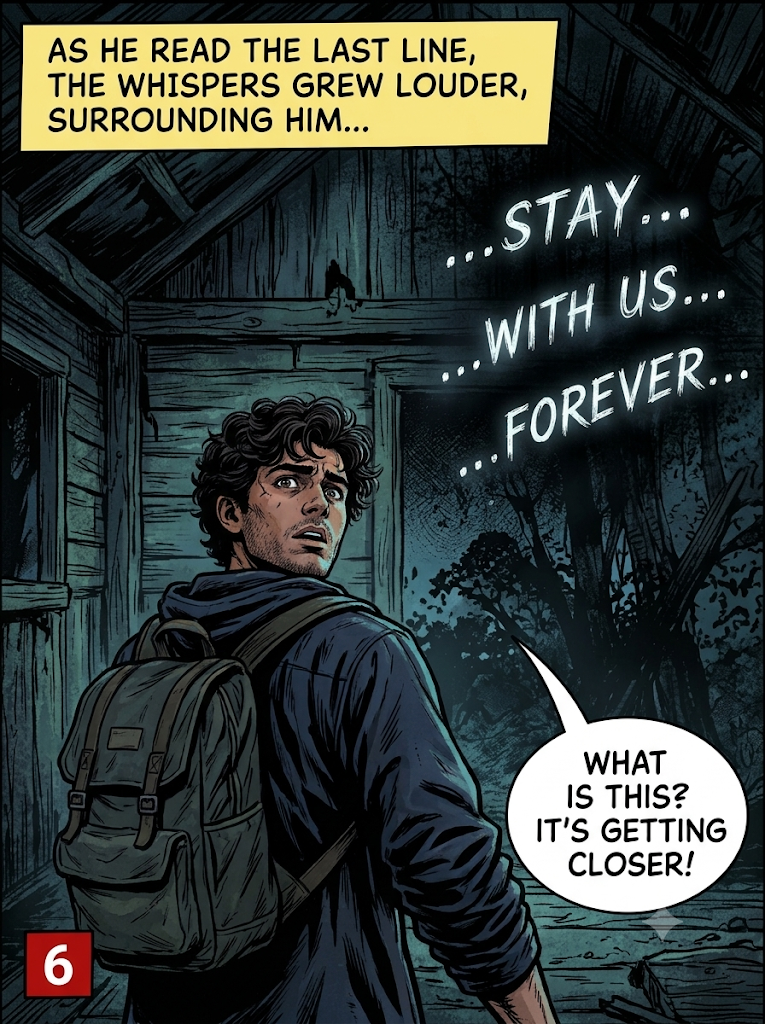 AS HE READ THE LAST LINE,
THE WHISPERS GREW LOUDER,
SURROUNDING HIM...
...STAY...
...WITH US...
...FOREVER...
WHAT
IS THIS?
IT'S GETTING
CLOSER!
6